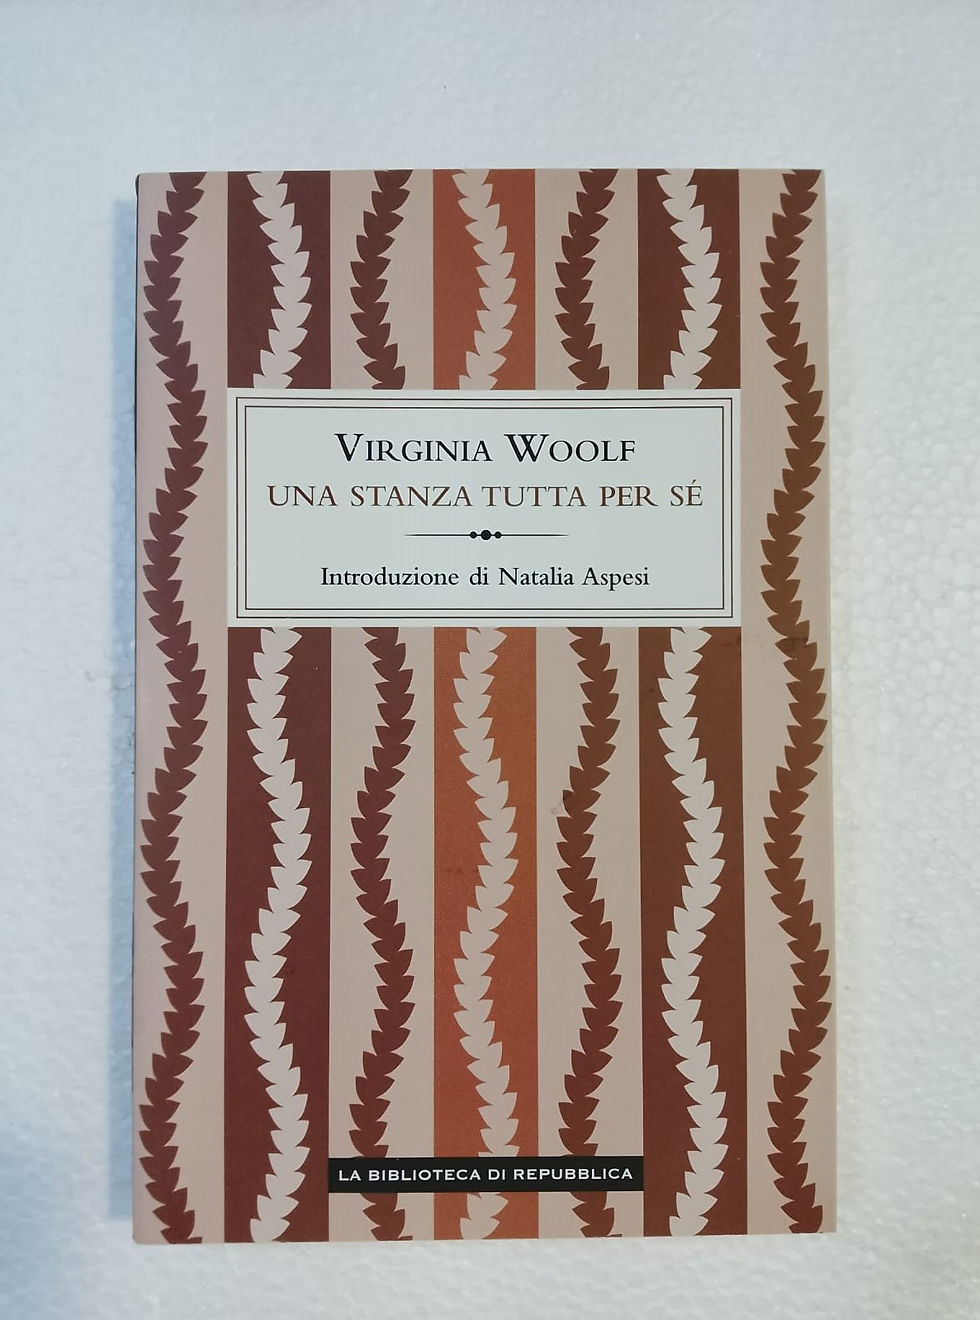 VIRGINIA WOOLF
UNA STANZA TUTTA PER SÉ
Introduzione di Natalia Aspesi
LA BIBLIOTECA DI REPUBBLICA